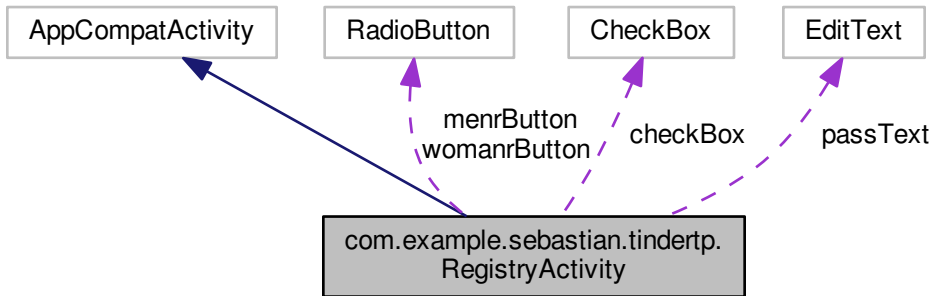 AppCompatActivity
RadioButton
CheckBox
EditText
menrButton
womanrButton
checkBox
passText
com.example.sebastian.tindertp.
RegistryActivity